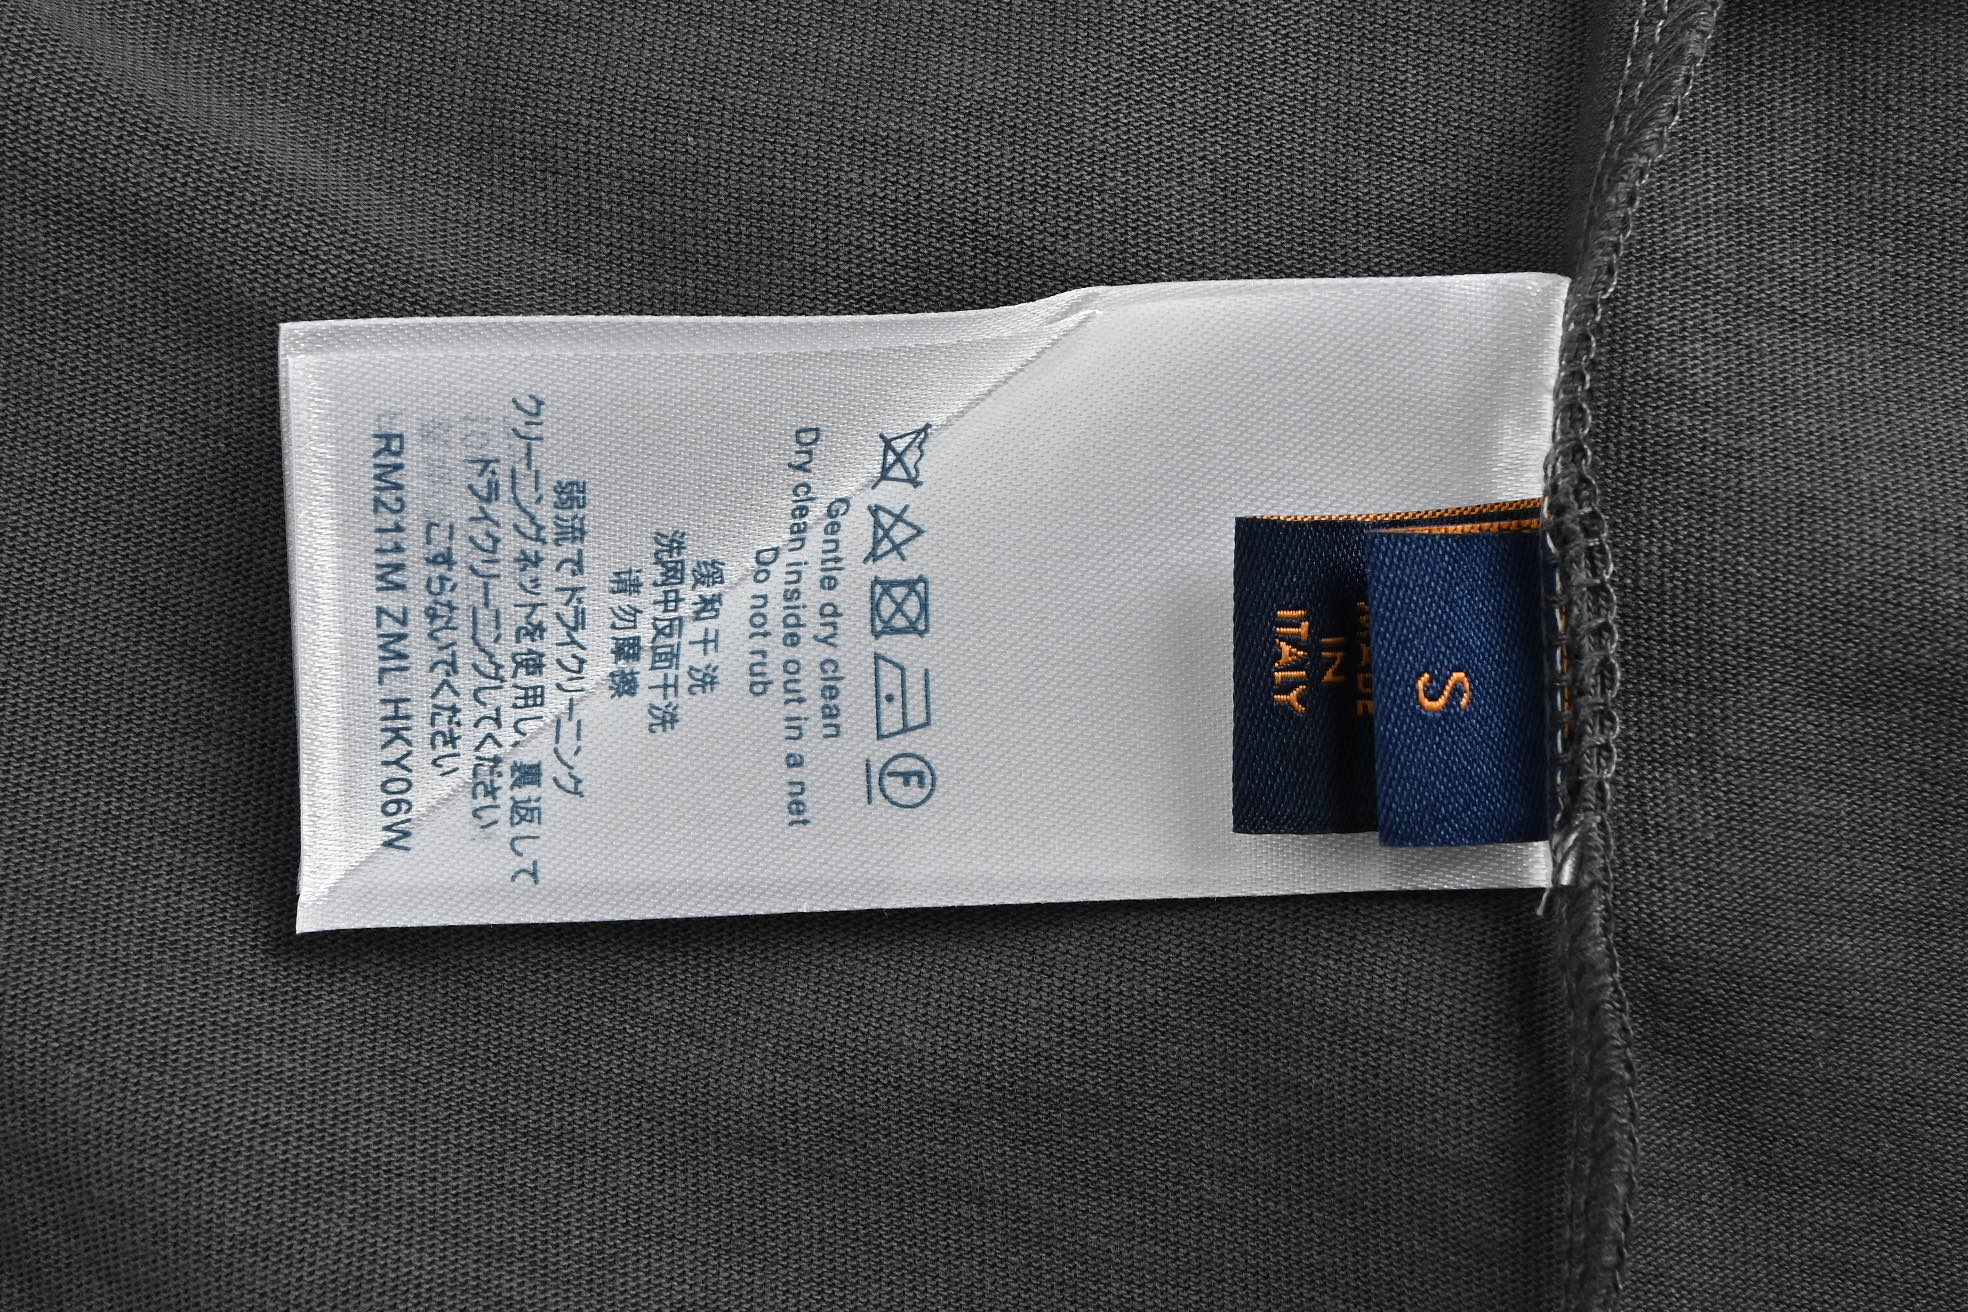 S
MADE
IN
ITALY
F
Gentle dry clean
Dry clean inside out in a net
Do not rub
缓和干洗
洗网中反面干洗
请勿摩擦
弱流でドライクリーニング
クリーニングネットを使用し、裏返して
ドライクリーニングしてください
こすらないでください
RM211M ZML HKY06W